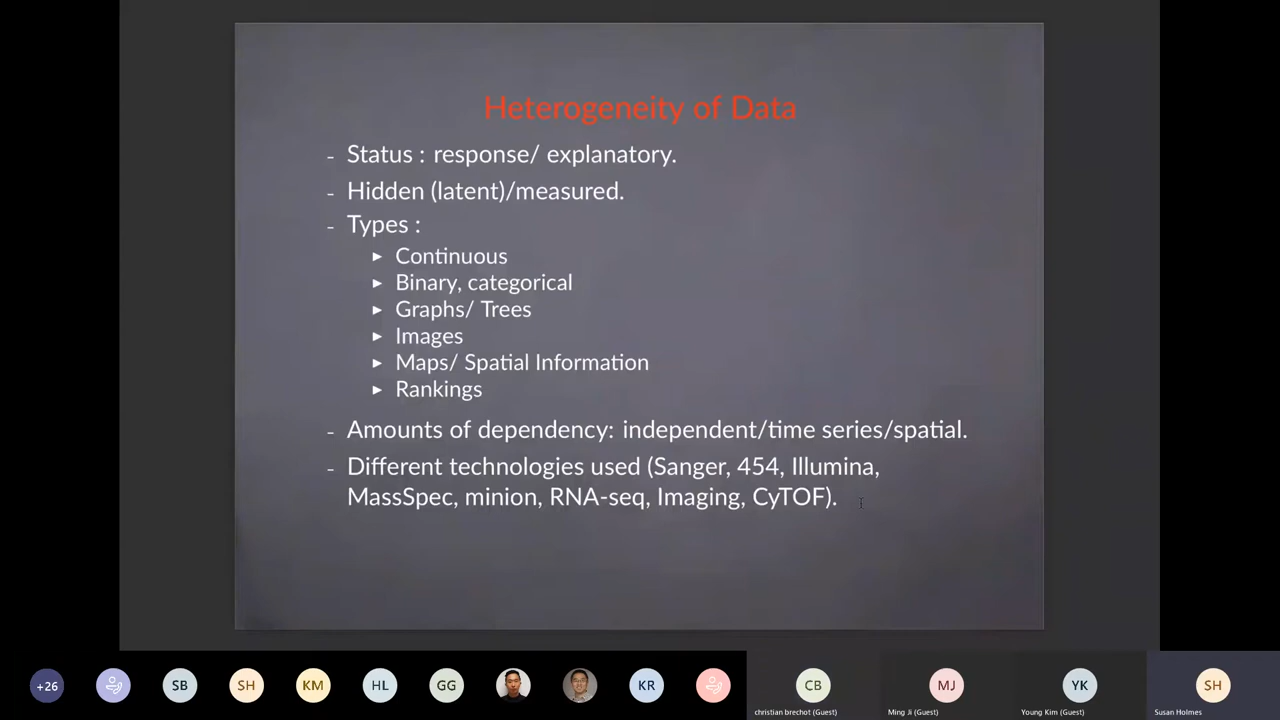 Heterogeneity of Data
- Status : response/ explanatory.
- Hidden (latent)/measured.
- Types :
▸ Continuous
▸ Binary, categorical
▸ Graphs/ Trees
▸ Images
▸ Maps/ Spatial Information
▸ Rankings
- Amounts of dependency: independent/time series/spatial.
- Different technologies used (Sanger, 454, Illumina,
MassSpec, minion, RNA-seq, Imaging, CyTOF).
+26 SB SH KM HL GG KR CB MJ YK SH
christian brechot (Guest) Ming Ji (Guest) Young Kim (Guest) Susan Holmes